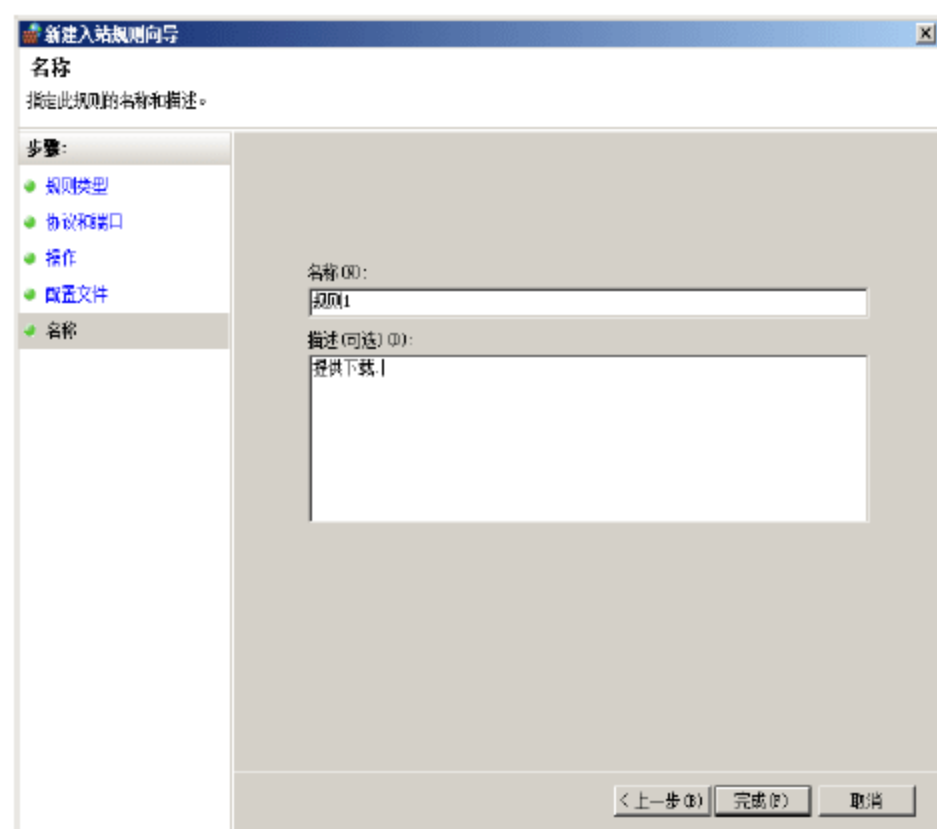 新建入站规则向导
名称
指定此规则的名称和描述。
步骤:
规则类型
协议和端口
操作
配置文件
名称
名称(N):
规则1
描述(可选)(D):
提供下载.
< 上一步(B)
完成(F)
取消